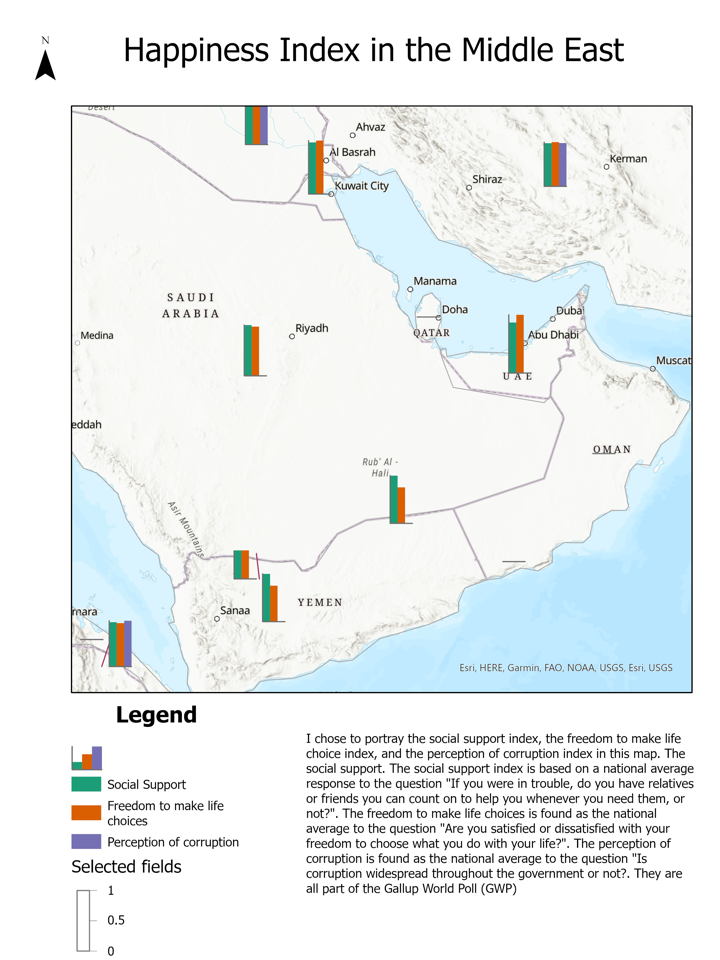 N
Happiness Index in the Middle East
Desert
Ahvaz
Al Basrah
Kerman
Kuwait City
Shiraz
Manama
SAUDI
ARABIA
Doha
Dubai
QATAR
Riyadh
Abu Dhabi
Medina
Muscat
UAE
eddah
OMAN
Rub' Al -
Hali
Asir Mountains
YEMEN
Sanaa
mara
Esri, HERE, Garmin, FAO, NOAA, USGS, Esri, USGS
Legend
Social Support
Freedom to make life
choices
Perception of corruption
Selected fields
1
0.5
0
I chose to portray the social support index, the freedom to make life
choice index, and the perception of corruption index in this map. The
social support. The social support index is based on a national average
response to the question "If you were in trouble, do you have relatives
or friends you can count on to help you whenever you need them, or
not?". The freedom to make life choices is found as the national
average to the question "Are you satisfied or dissatisfied with your
freedom to choose what you do with your life?". The perception of
corruption is found as the national average to the question "Is
corruption widespread throughout the government or not?. They are
all part of the Gallup World Poll (GWP)